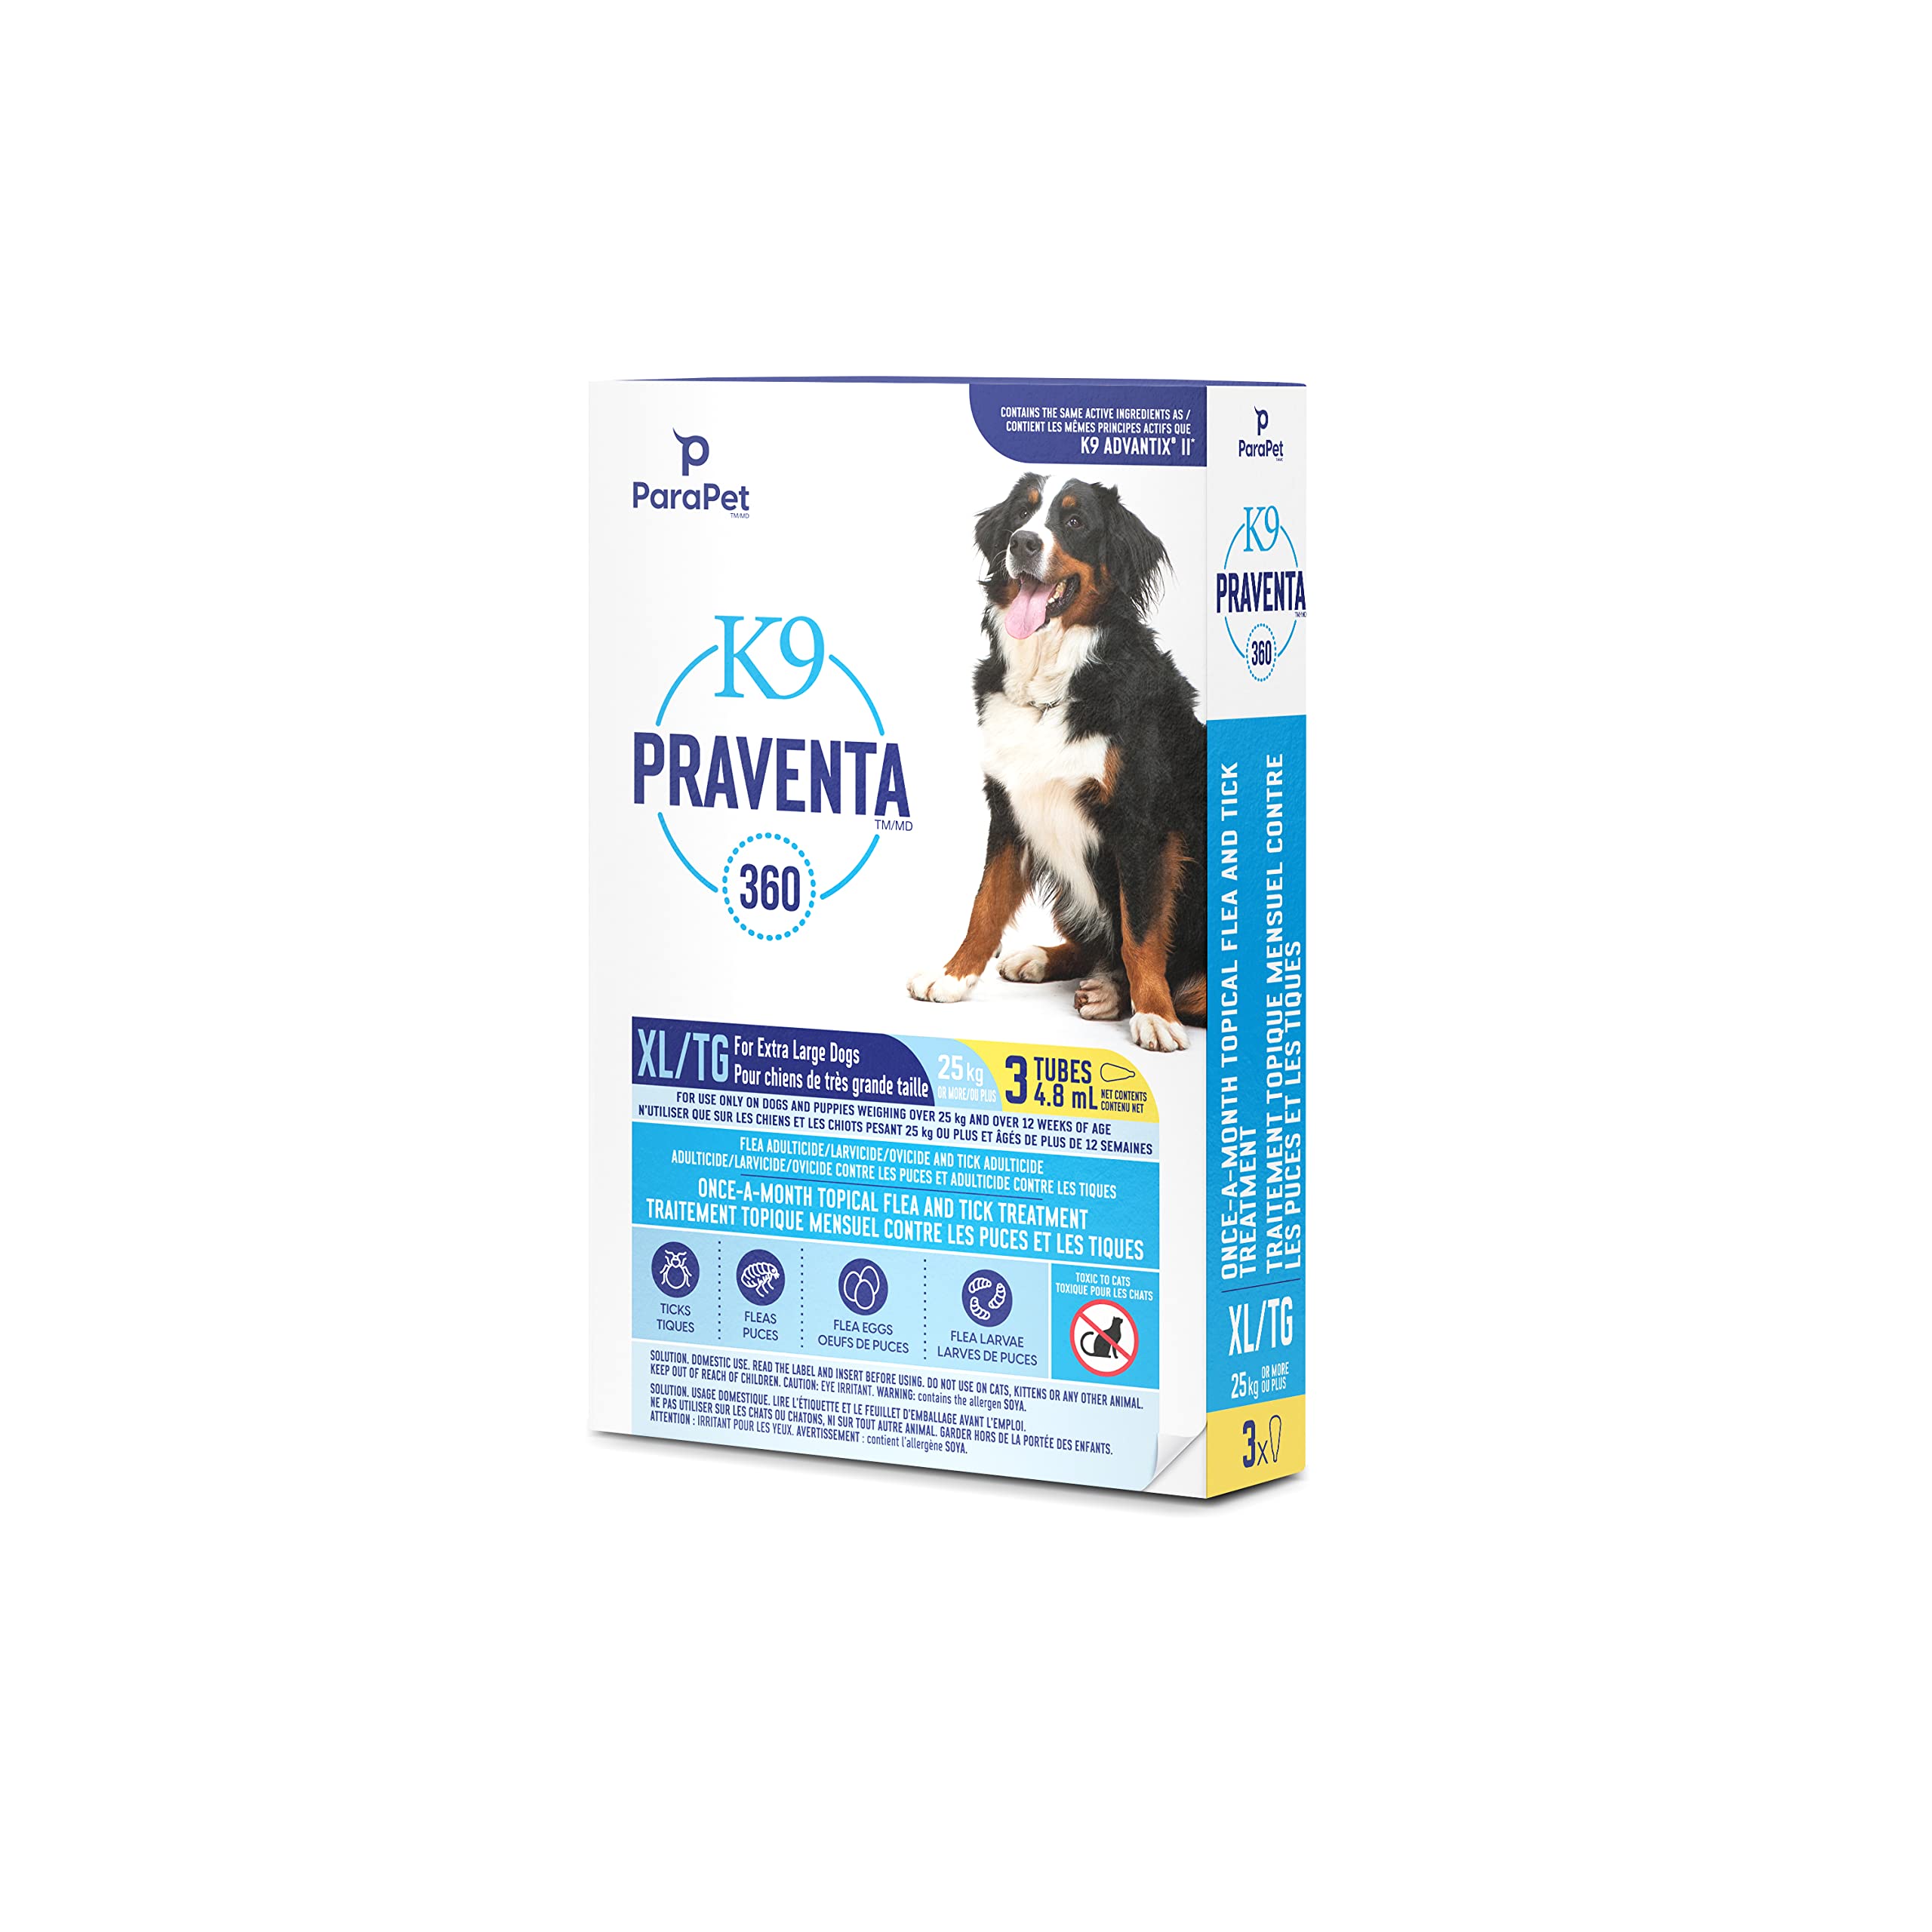 CONTAINS THE SAME ACTIVE INGREDIENTS AS /
CONTIENT LES MÊMES PRINCIPES ACTIFS QUE
K9 ADVANTIX® II*
ParaPet
TM/MD
K9
PRAVENTA
TM/MD
360
XL/TG
For Extra Large Dogs
Pour chiens de très grande taille
25 kg
OR MORE/OU PLUS
3 TUBES
4.8 mL
NET CONTENTS
CONTENU NET
FOR USE ONLY ON DOGS AND PUPPIES WEIGHING OVER 25 kg AND OVER 12 WEEKS OF AGE
N'UTILISER QUE SUR LES CHIENS ET LES CHIOTS PESANT 25 kg OU PLUS ET ÂGÉS DE PLUS DE 12 SEMAINES
FLEA ADULTICIDE/LARVICIDE/OVICIDE AND TICK ADULTICIDE
ADULTICIDE/LARVICIDE/OVICIDE CONTRE LES PUCES ET ADULTICIDE CONTRE LES TIQUES
ONCE-A-MONTH TOPICAL FLEA AND TICK TREATMENT
TRAITEMENT TOPIQUE MENSUEL CONTRE LES PUCES ET LES TIQUES
TICKS
TIQUES
FLEAS
PUCES
FLEA EGGS
OEUFS DE PUCES
FLEA LARVAE
LARVES DE PUCES
TOXIC TO CATS
TOXIQUE POUR LES CHATS
SOLUTION. DOMESTIC USE. READ THE LABEL AND INSERT BEFORE USING. DO NOT USE ON CATS, KITTENS OR ANY OTHER ANIMAL.
KEEP OUT OF REACH OF CHILDREN. CAUTION: EYE IRRITANT. WARNING: contains the allergen SOYA.
SOLUTION. USAGE DOMESTIQUE. LIRE L'ÉTIQUETTE ET LE FEUILLET D'EMBALLAGE AVANT L'EMPLOI.
NE PAS UTILISER SUR LES CHATS OU CHATONS, NI SUR TOUT AUTRE ANIMAL. GARDER HORS DE LA PORTÉE DES ENFANTS.
ATTENTION : IRRITANT POUR LES YEUX. AVERTISSEMENT : contient l'allergène SOYA.
ParaPet
K9
PRAVENTA
TM/MD
360
ONCE-A-MONTH TOPICAL FLEA AND TICK
TREATMENT
TRAITEMENT TOPIQUE MENSUEL CONTRE
LES PUCES ET LES TIQUES
XL/TG
25 kg
OR MORE
OU PLUS
3x